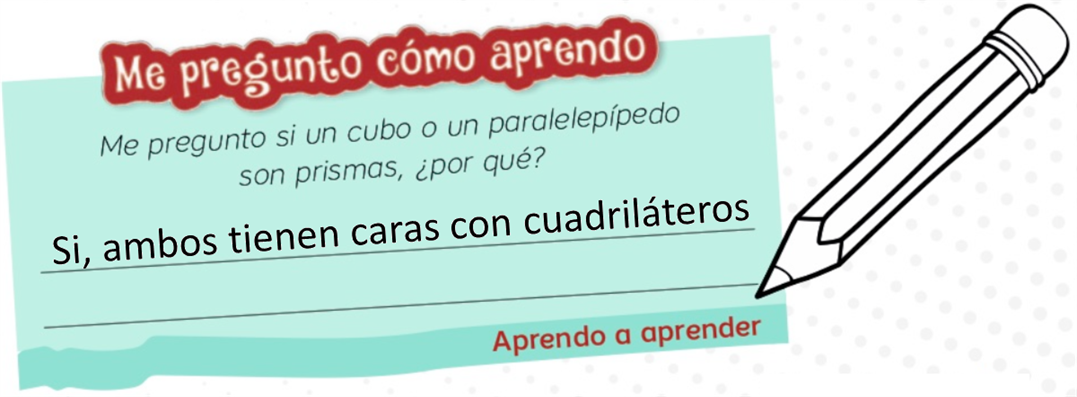 Me pregunto cómo aprendo
Me pregunto si un cubo o un paralelepípedo
son prismas, ¿por qué?
Si, ambos tienen caras con cuadriláteros
Aprendo a aprender